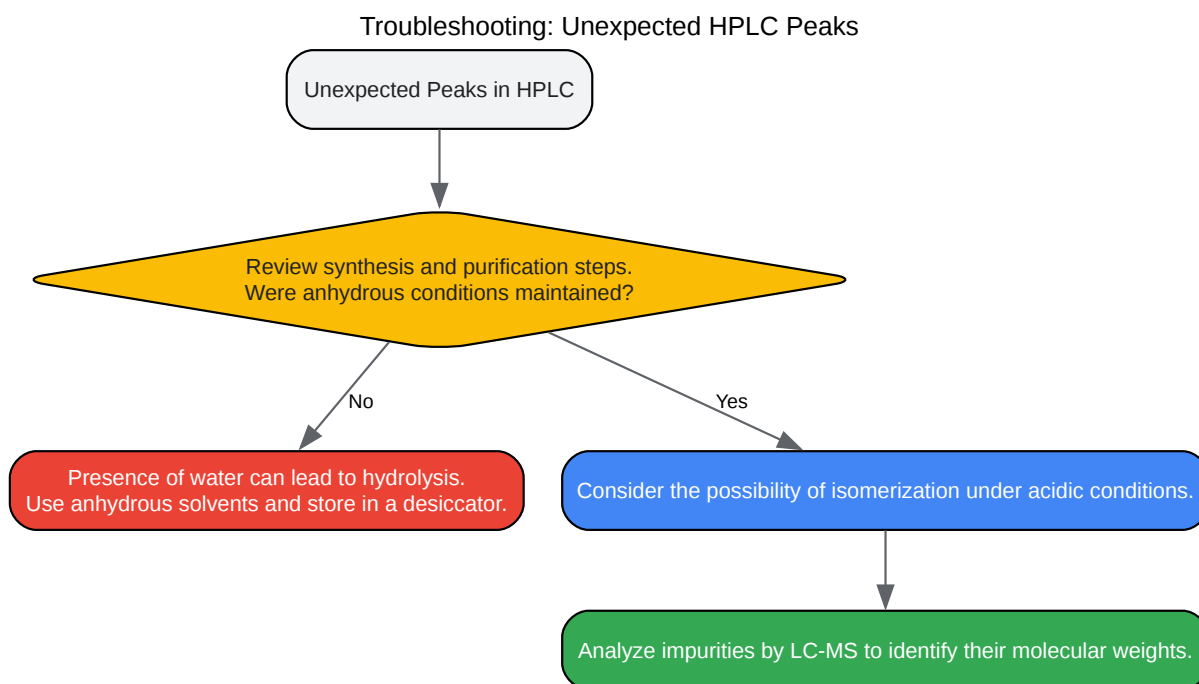 Troubleshooting: Unexpected HPLC Peaks
Unexpected Peaks in HPLC
Review synthesis and purification steps.
Were anhydrous conditions maintained?
No
Yes
Presence of water can lead to hydrolysis.
Use anhydrous solvents and store in a desiccator.
Consider the possibility of isomerization under acidic conditions.
Analyze impurities by LC-MS to identify their molecular weights.